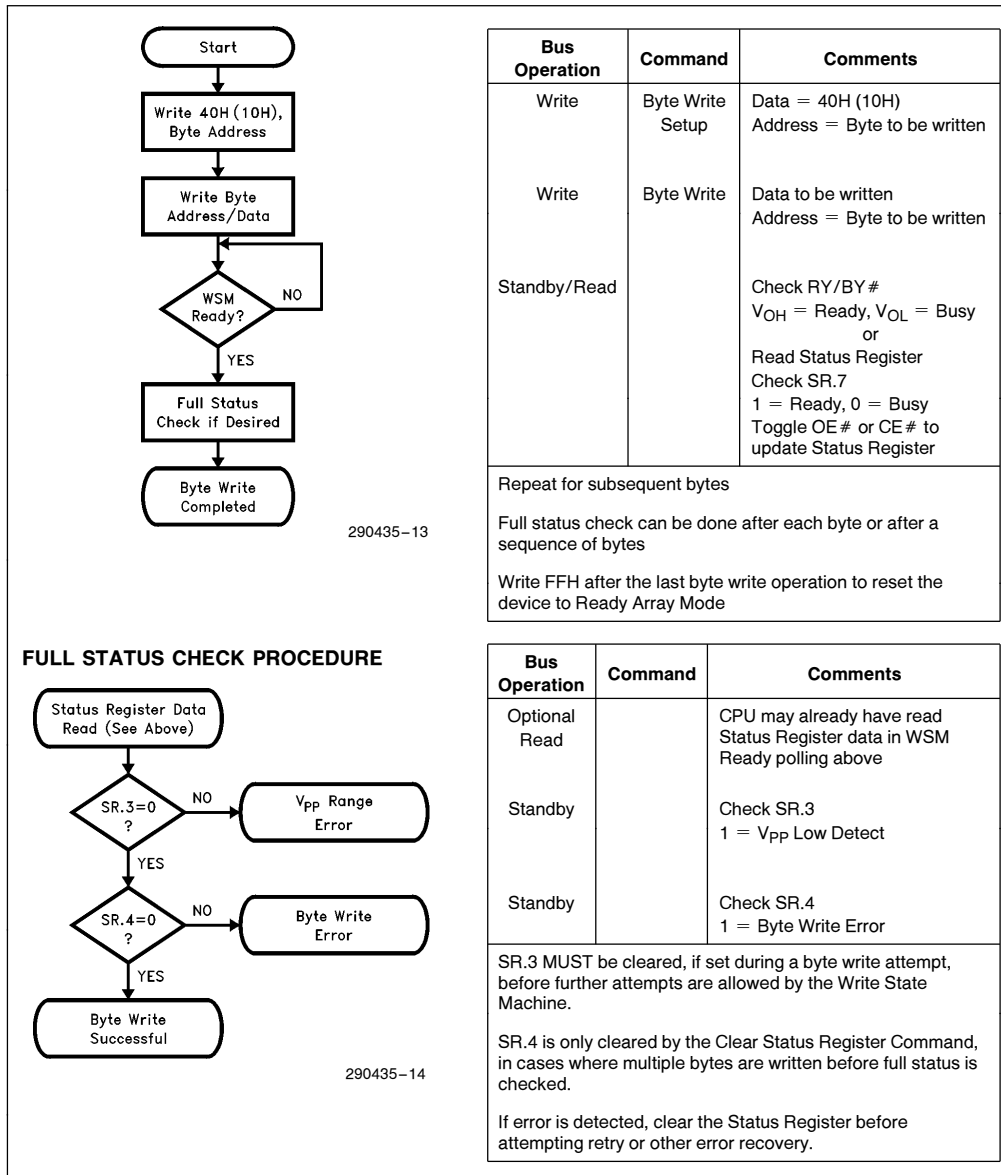 Start
Write 40H (10H),
Byte Address
Write Byte
Address/Data
WSM
Ready?
NO
YES
Full Status
Check if Desired
Byte Write
Completed
290435–13
Bus
Operation
Command
Comments
Write
Byte Write
Setup
Data = 40H (10H)
Address = Byte to be written
Write
Byte Write
Data to be written
Address = Byte to be written
Standby/Read
Check RY/BY#
VOH = Ready, VOL = Busy
or
Read Status Register
Check SR.7
1 = Ready, 0 = Busy
Toggle OE# or CE# to
update Status Register
Repeat for subsequent bytes
Full status check can be done after each byte or after a
sequence of bytes
Write FFH after the last byte write operation to reset the
device to Ready Array Mode
FULL STATUS CHECK PROCEDURE
Status Register Data
Read (See Above)
SR.3=0
?
NO
VPP Range
Error
YES
SR.4=0
?
NO
Byte Write
Error
YES
Byte Write
Successful
290435–14
Bus
Operation
Command
Comments
Optional
Read
CPU may already have read
Status Register data in WSM
Ready polling above
Standby
Check SR.3
1 = VPP Low Detect
Standby
Check SR.4
1 = Byte Write Error
SR.3 MUST be cleared, if set during a byte write attempt,
before further attempts are allowed by the Write State
Machine.
SR.4 is only cleared by the Clear Status Register Command,
in cases where multiple bytes are written before full status is
checked.
If error is detected, clear the Status Register before
attempting retry or other error recovery.